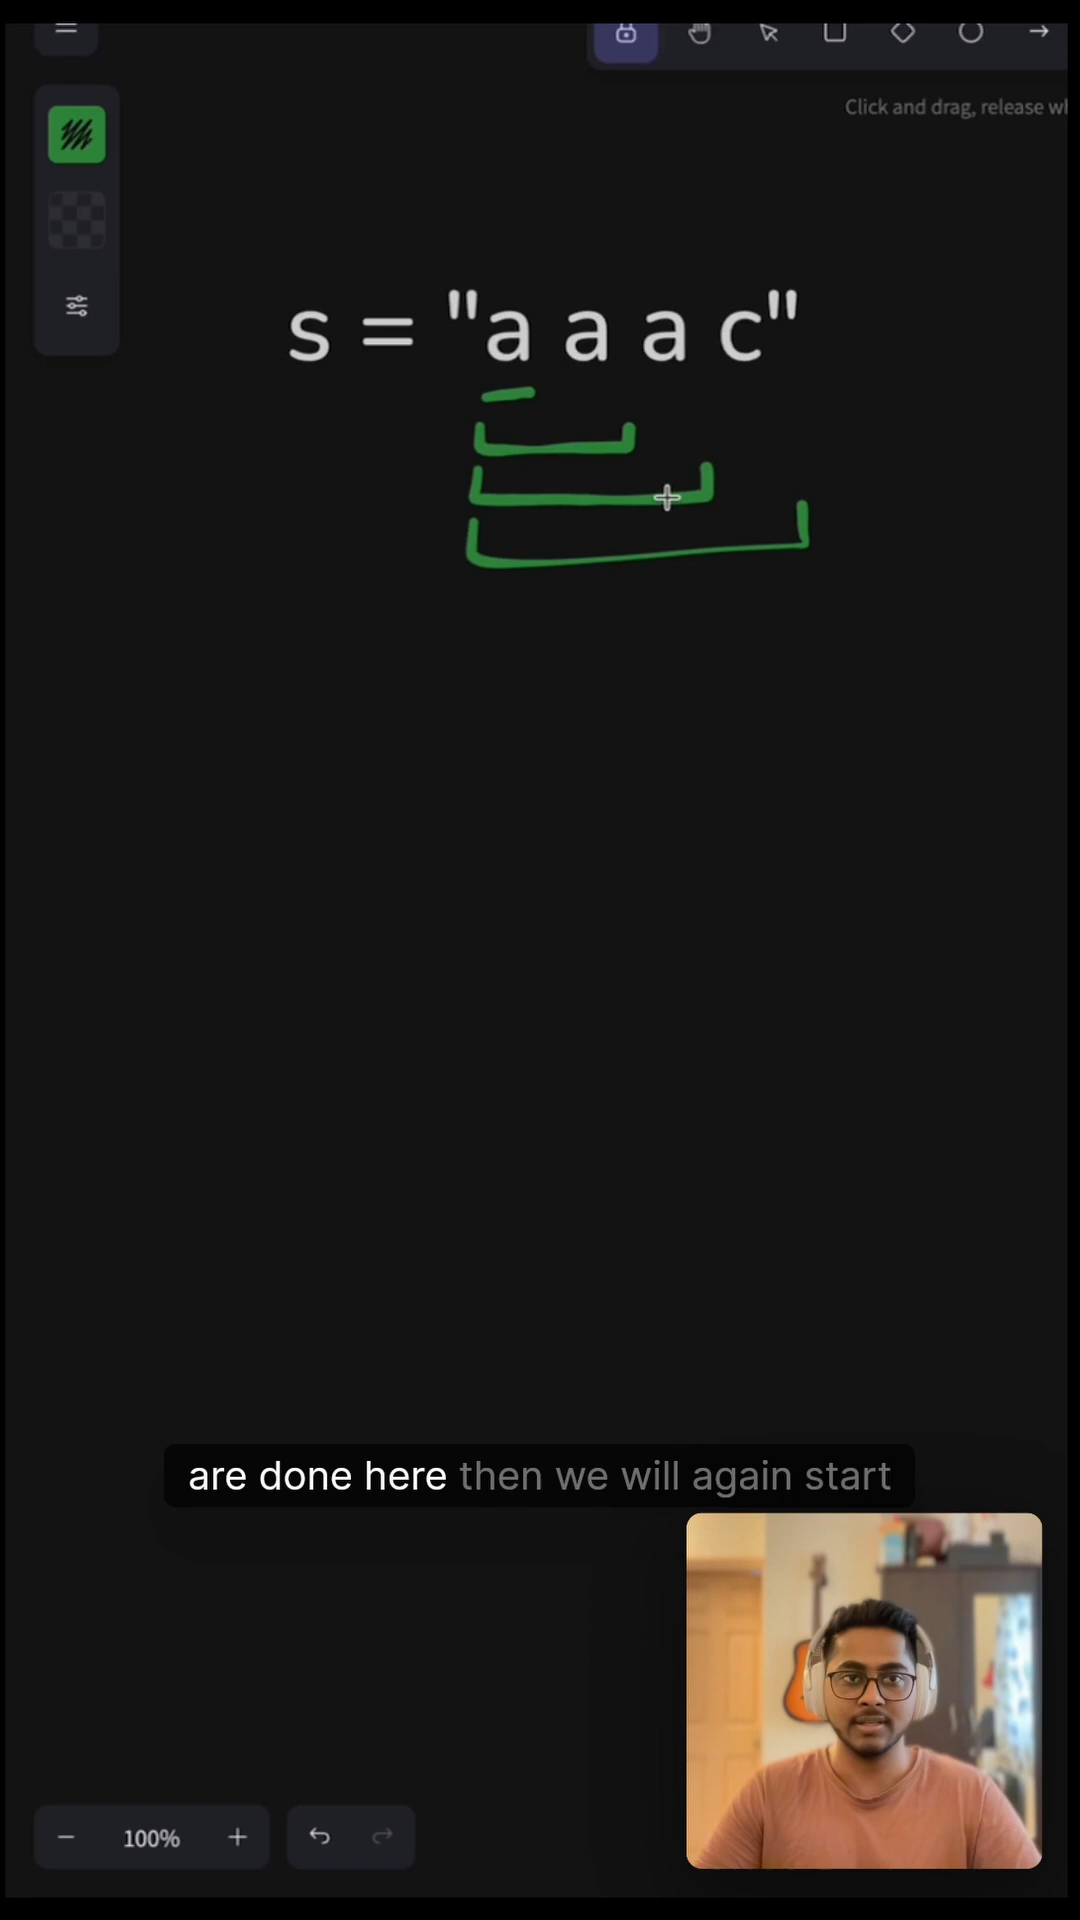 Click and drag, release wh
s = "a a a c"
are done here then we will again start
100%